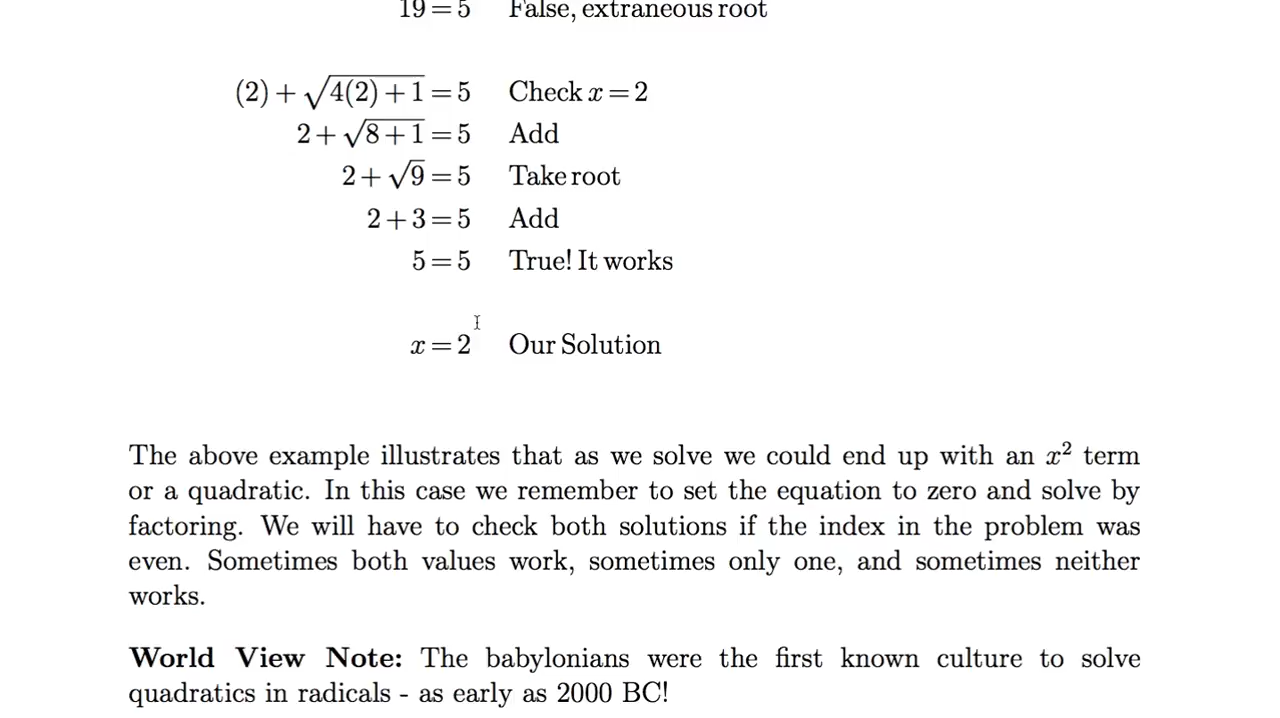 19 = 5 False, extraneous root
(2) + √4(2) + 1 = 5 Check x = 2
2 + √8 + 1 = 5 Add
2 + √9 = 5 Take root
2 + 3 = 5 Add
5 = 5 True! It works
x = 2 Our Solution
The above example illustrates that as we solve we could end up with an x² term
or a quadratic. In this case we remember to set the equation to zero and solve by
factoring. We will have to check both solutions if the index in the problem was
even. Sometimes both values work, sometimes only one, and sometimes neither
works.
World View Note: The babylonians were the first known culture to solve
quadratics in radicals - as early as 2000 BC!